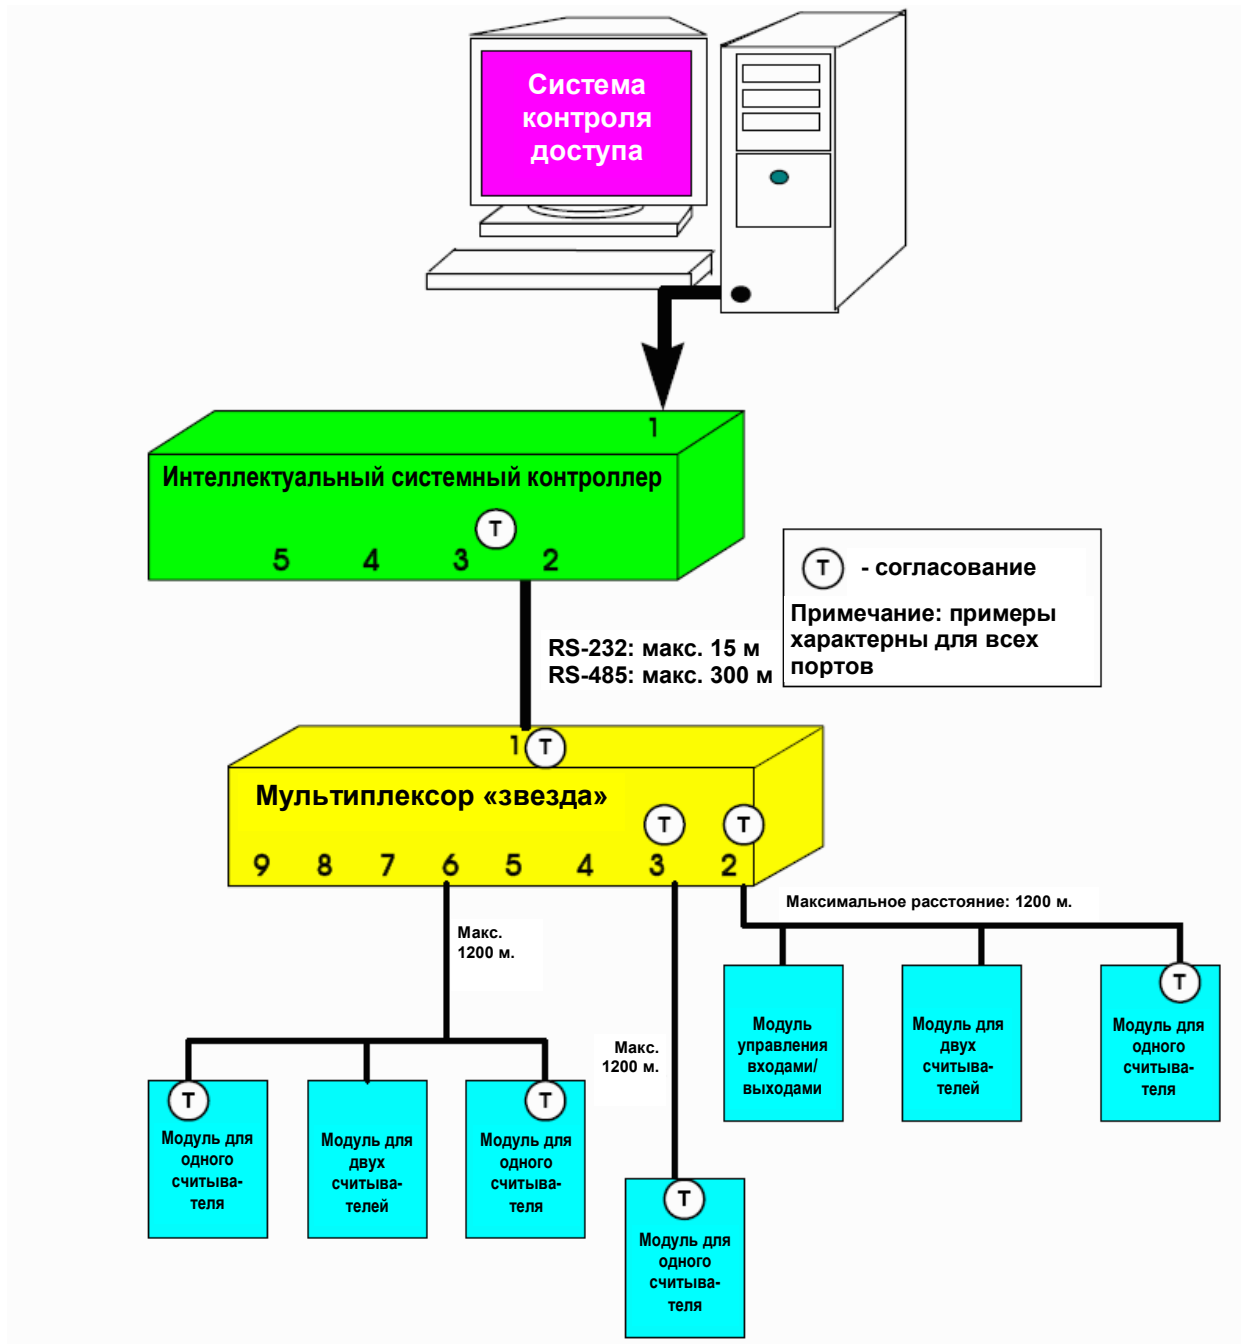 Система
контроля
доступа
1
Интеллектуальный системный контроллер
T
5 4 3 2
T - согласование
Примечание: примеры
характерны для всех
портов
RS-232: макс. 15 м
RS-485: макс. 300 м
1 T
Мультиплексор «звезда»
T T
9 8 7 6 5 4 3 2
Максимальное расстояние: 1200 м.
Макс.
1200 м.
Макс.
1200 м.
Модуль
управления
входами/
выходами
Модуль для
двух
считыва-
телей
T
Модуль для
одного
считыва-
теля
T
Модуль для
одного
считыва-
теля
Модуль для
двух
считыва-
телей
T
Модуль для
одного
считыва-
теля
T
Модуль для
одного
считыва-
теля